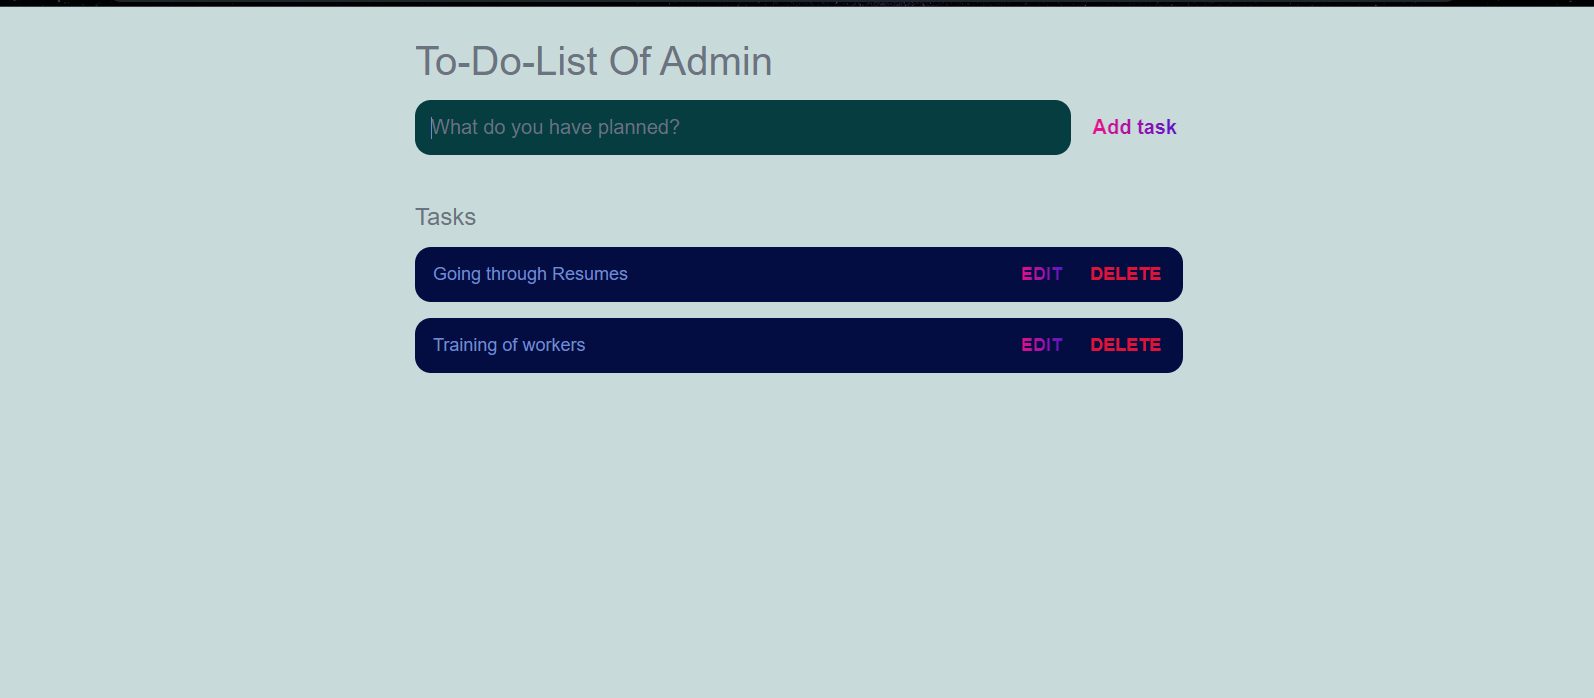 To-Do-List Of Admin
What do you have planned? Add task
Tasks
Going through Resumes EDIT DELETE
Training of workers EDIT DELETE